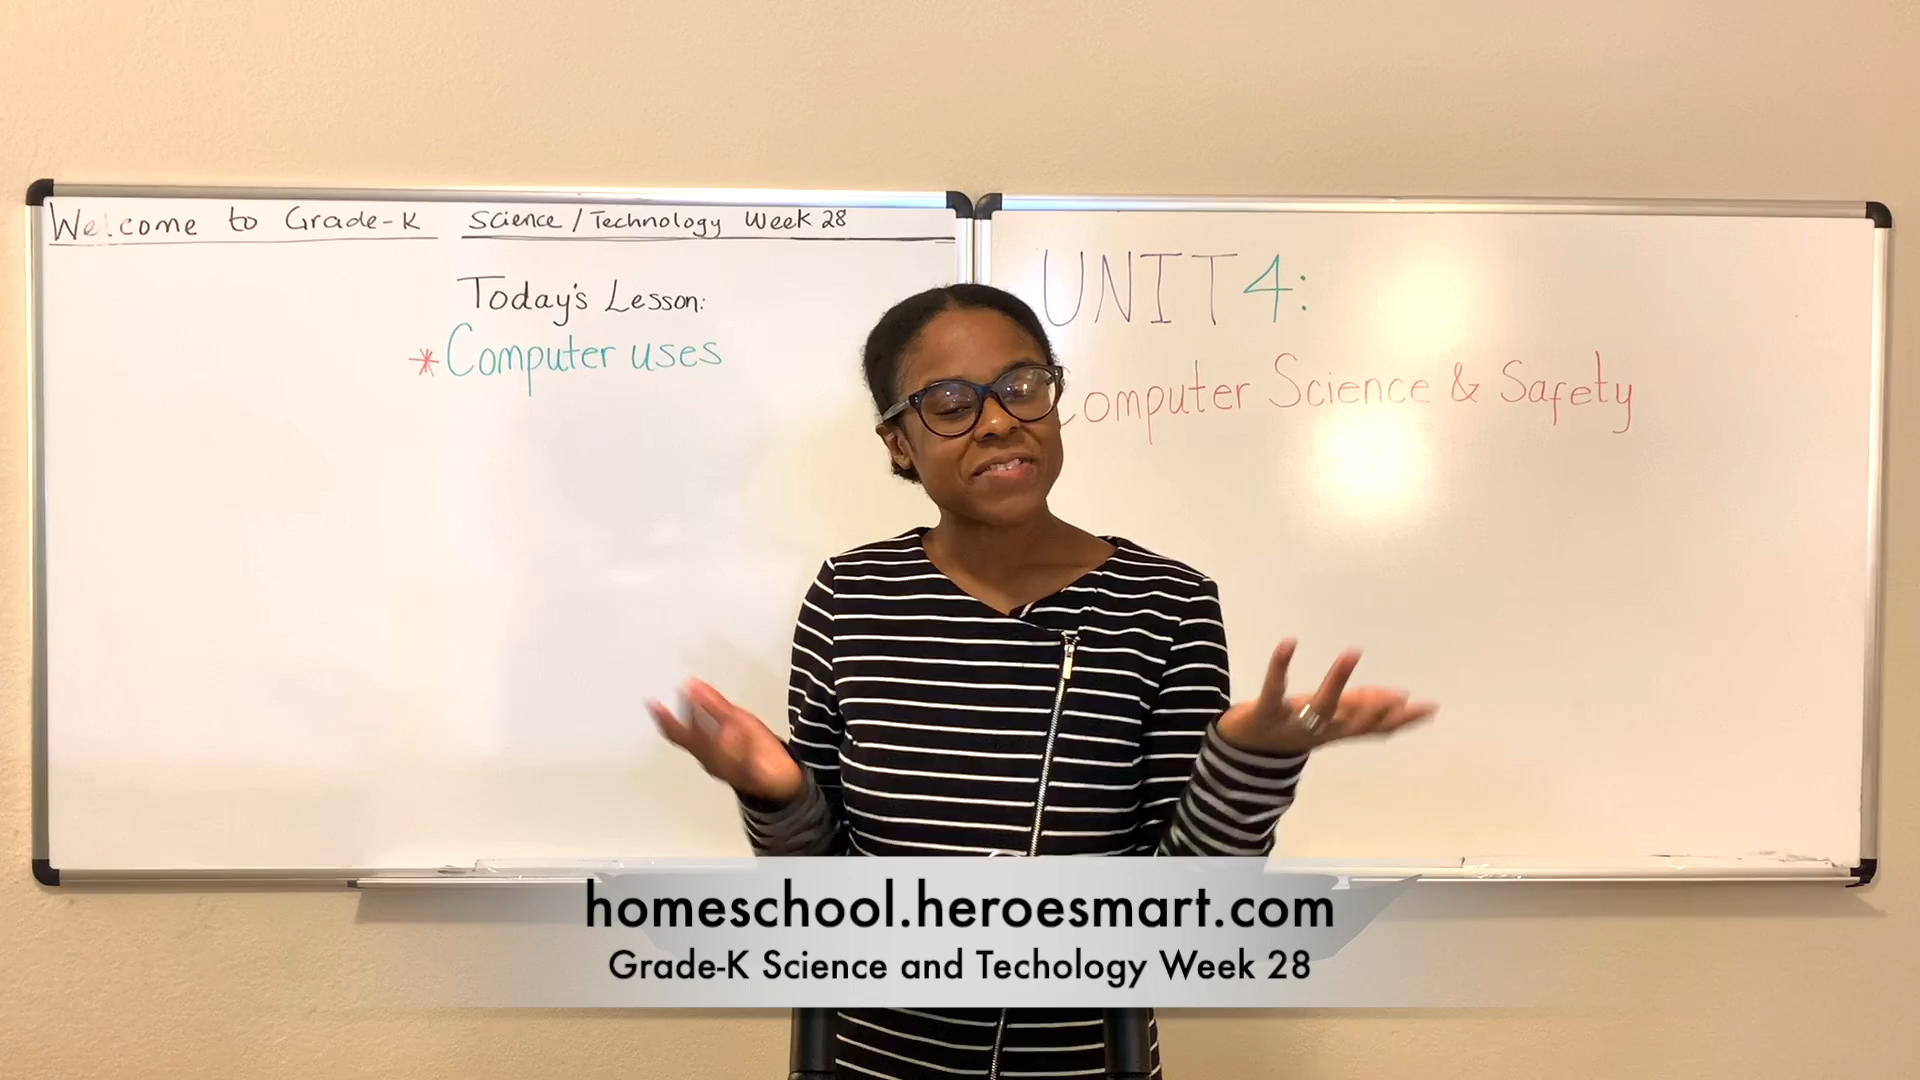 Welcome to Grade-K Science / Technology Week 28
Today's Lesson:
* Computer uses
UNIT 4:
Computer Science & Safety
homeschool.heroesmart.com
Grade-K Science and Techology Week 28